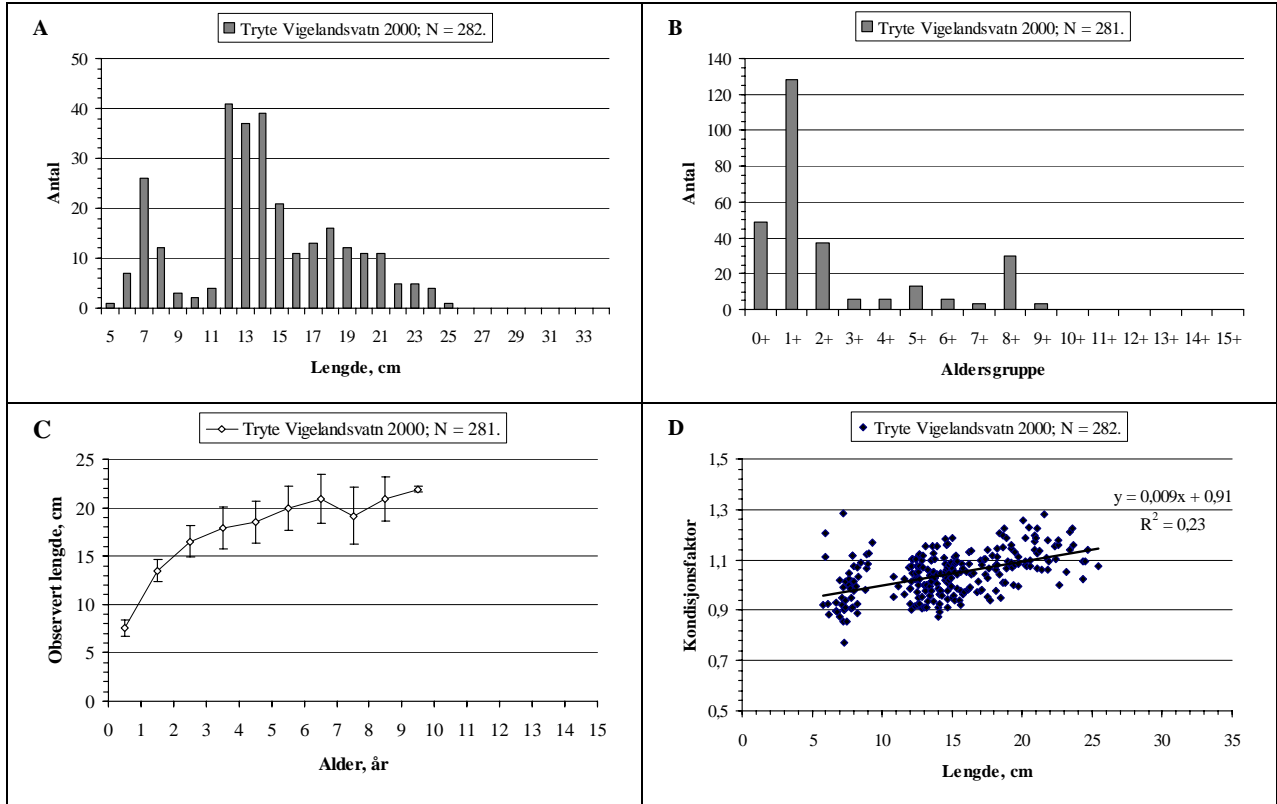 A
Tryte Vigelandsvatn 2000; N = 282.
50
40
30
20
10
0
Antal
5 7 9 11 13 15 17 19 21 23 25 27 29 31 33
Lengde, cm
B
Tryte Vigelandsvatn 2000; N = 281.
140
120
100
80
60
40
20
0
Antal
0+ 1+ 2+ 3+ 4+ 5+ 6+ 7+ 8+ 9+ 10+ 11+ 12+ 13+ 14+ 15+
Aldersgruppe
C
Tryte Vigelandsvatn 2000; N = 281.
25
20
15
10
5
0
Observert lengde, cm
0 1 2 3 4 5 6 7 8 9 10 11 12 13 14 15
Alder, år
D
Tryte Vigelandsvatn 2000; N = 282.
1,5
1,3
1,1
0,9
0,7
0,5
Kondisjonsfaktor
y = 0,009x + 0,91
R² = 0,23
0 5 10 15 20 25 30 35
Lengde, cm